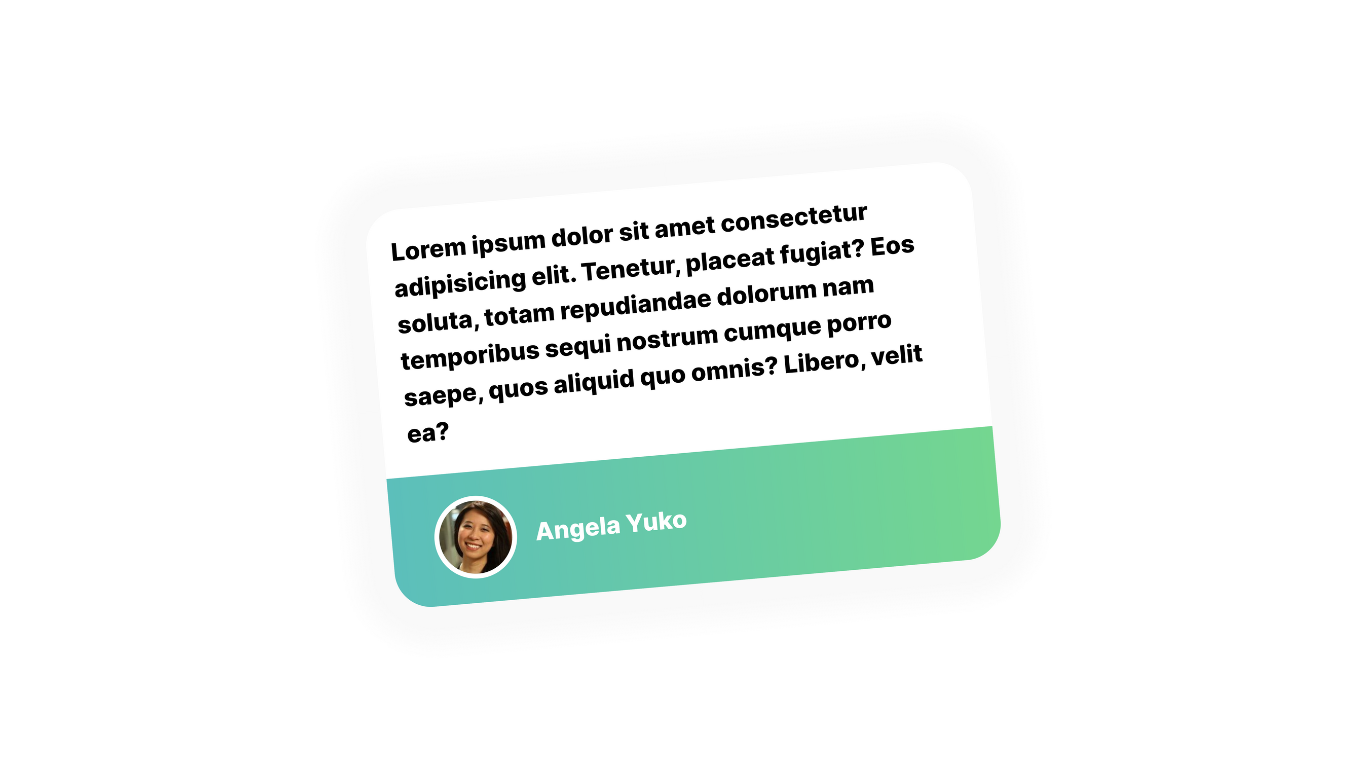 Lorem ipsum dolor sit amet consectetur
adipisicing elit. Tenetur, placeat fugiat? Eos
soluta, totam repudiandae dolorum nam
temporibus sequi nostrum cumque porro
saepe, quos aliquid quo omnis? Libero, velit
ea?
Angela Yuko